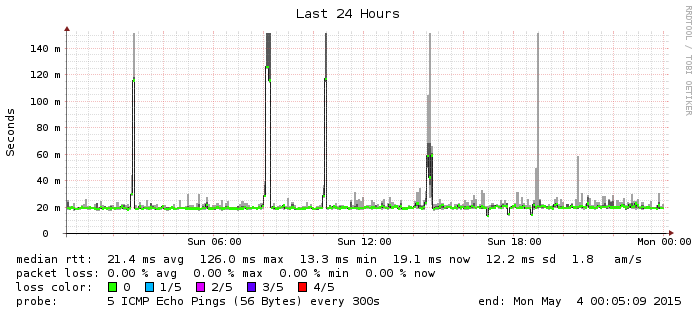 Last 24 Hours
RRDTOOL / TOBI OETIKER
Seconds
140 m
120 m
100 m
80 m
60 m
40 m
20 m
0
Sun 06:00 Sun 12:00 Sun 18:00 Mon 00:00
median rtt: 21.4 ms avg 126.0 ms max 13.3 ms min 19.1 ms now 12.2 ms sd 1.8 am/s
packet loss: 0.00 % avg 0.00 % max 0.00 % min 0.00 % now
loss color: 0 1/5 2/5 3/5 4/5
probe: 5 ICMP Echo Pings (56 Bytes) every 300s end: Mon May 4 00:05:09 2015